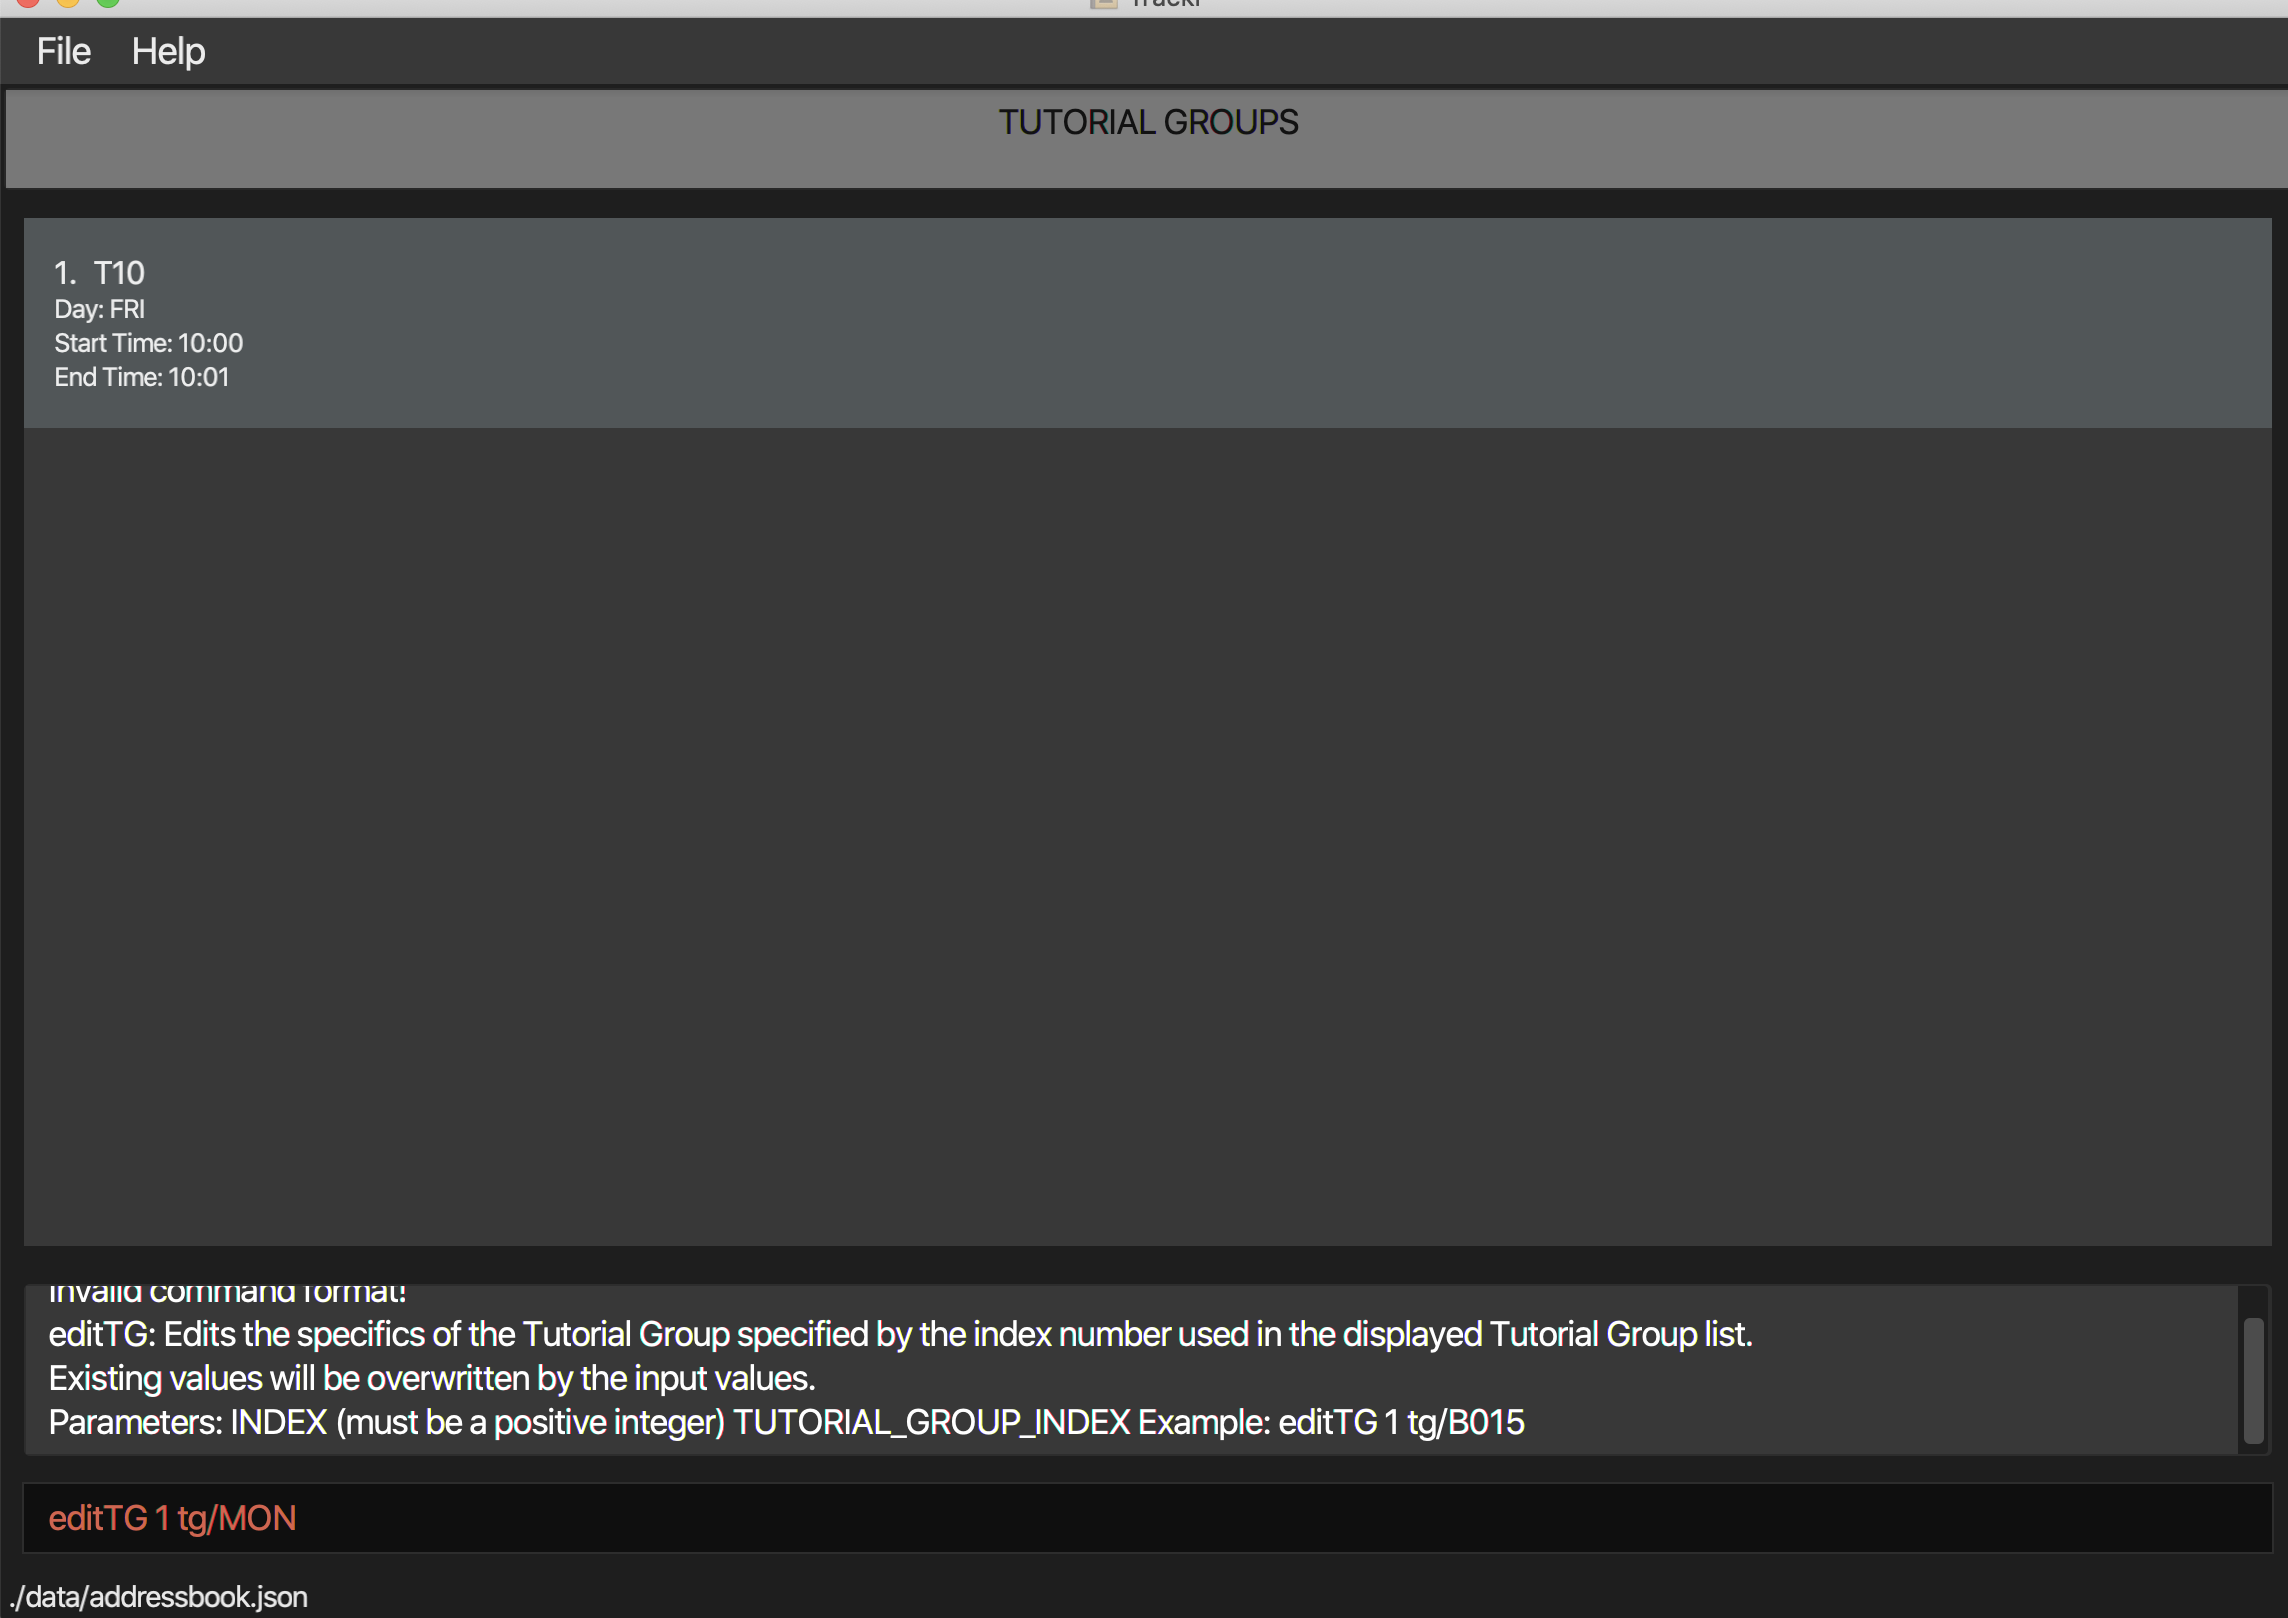 Trackr
File Help
TUTORIAL GROUPS
1. T10
Day: FRI
Start Time: 10:00
End Time: 10:01
Invalid command format!
editTG: Edits the specifics of the Tutorial Group specified by the index number used in the displayed Tutorial Group list.
Existing values will be overwritten by the input values.
Parameters: INDEX (must be a positive integer) TUTORIAL_GROUP_INDEX Example: editTG 1 tg/B015
editTG 1 tg/MON
./data/addressbook.json